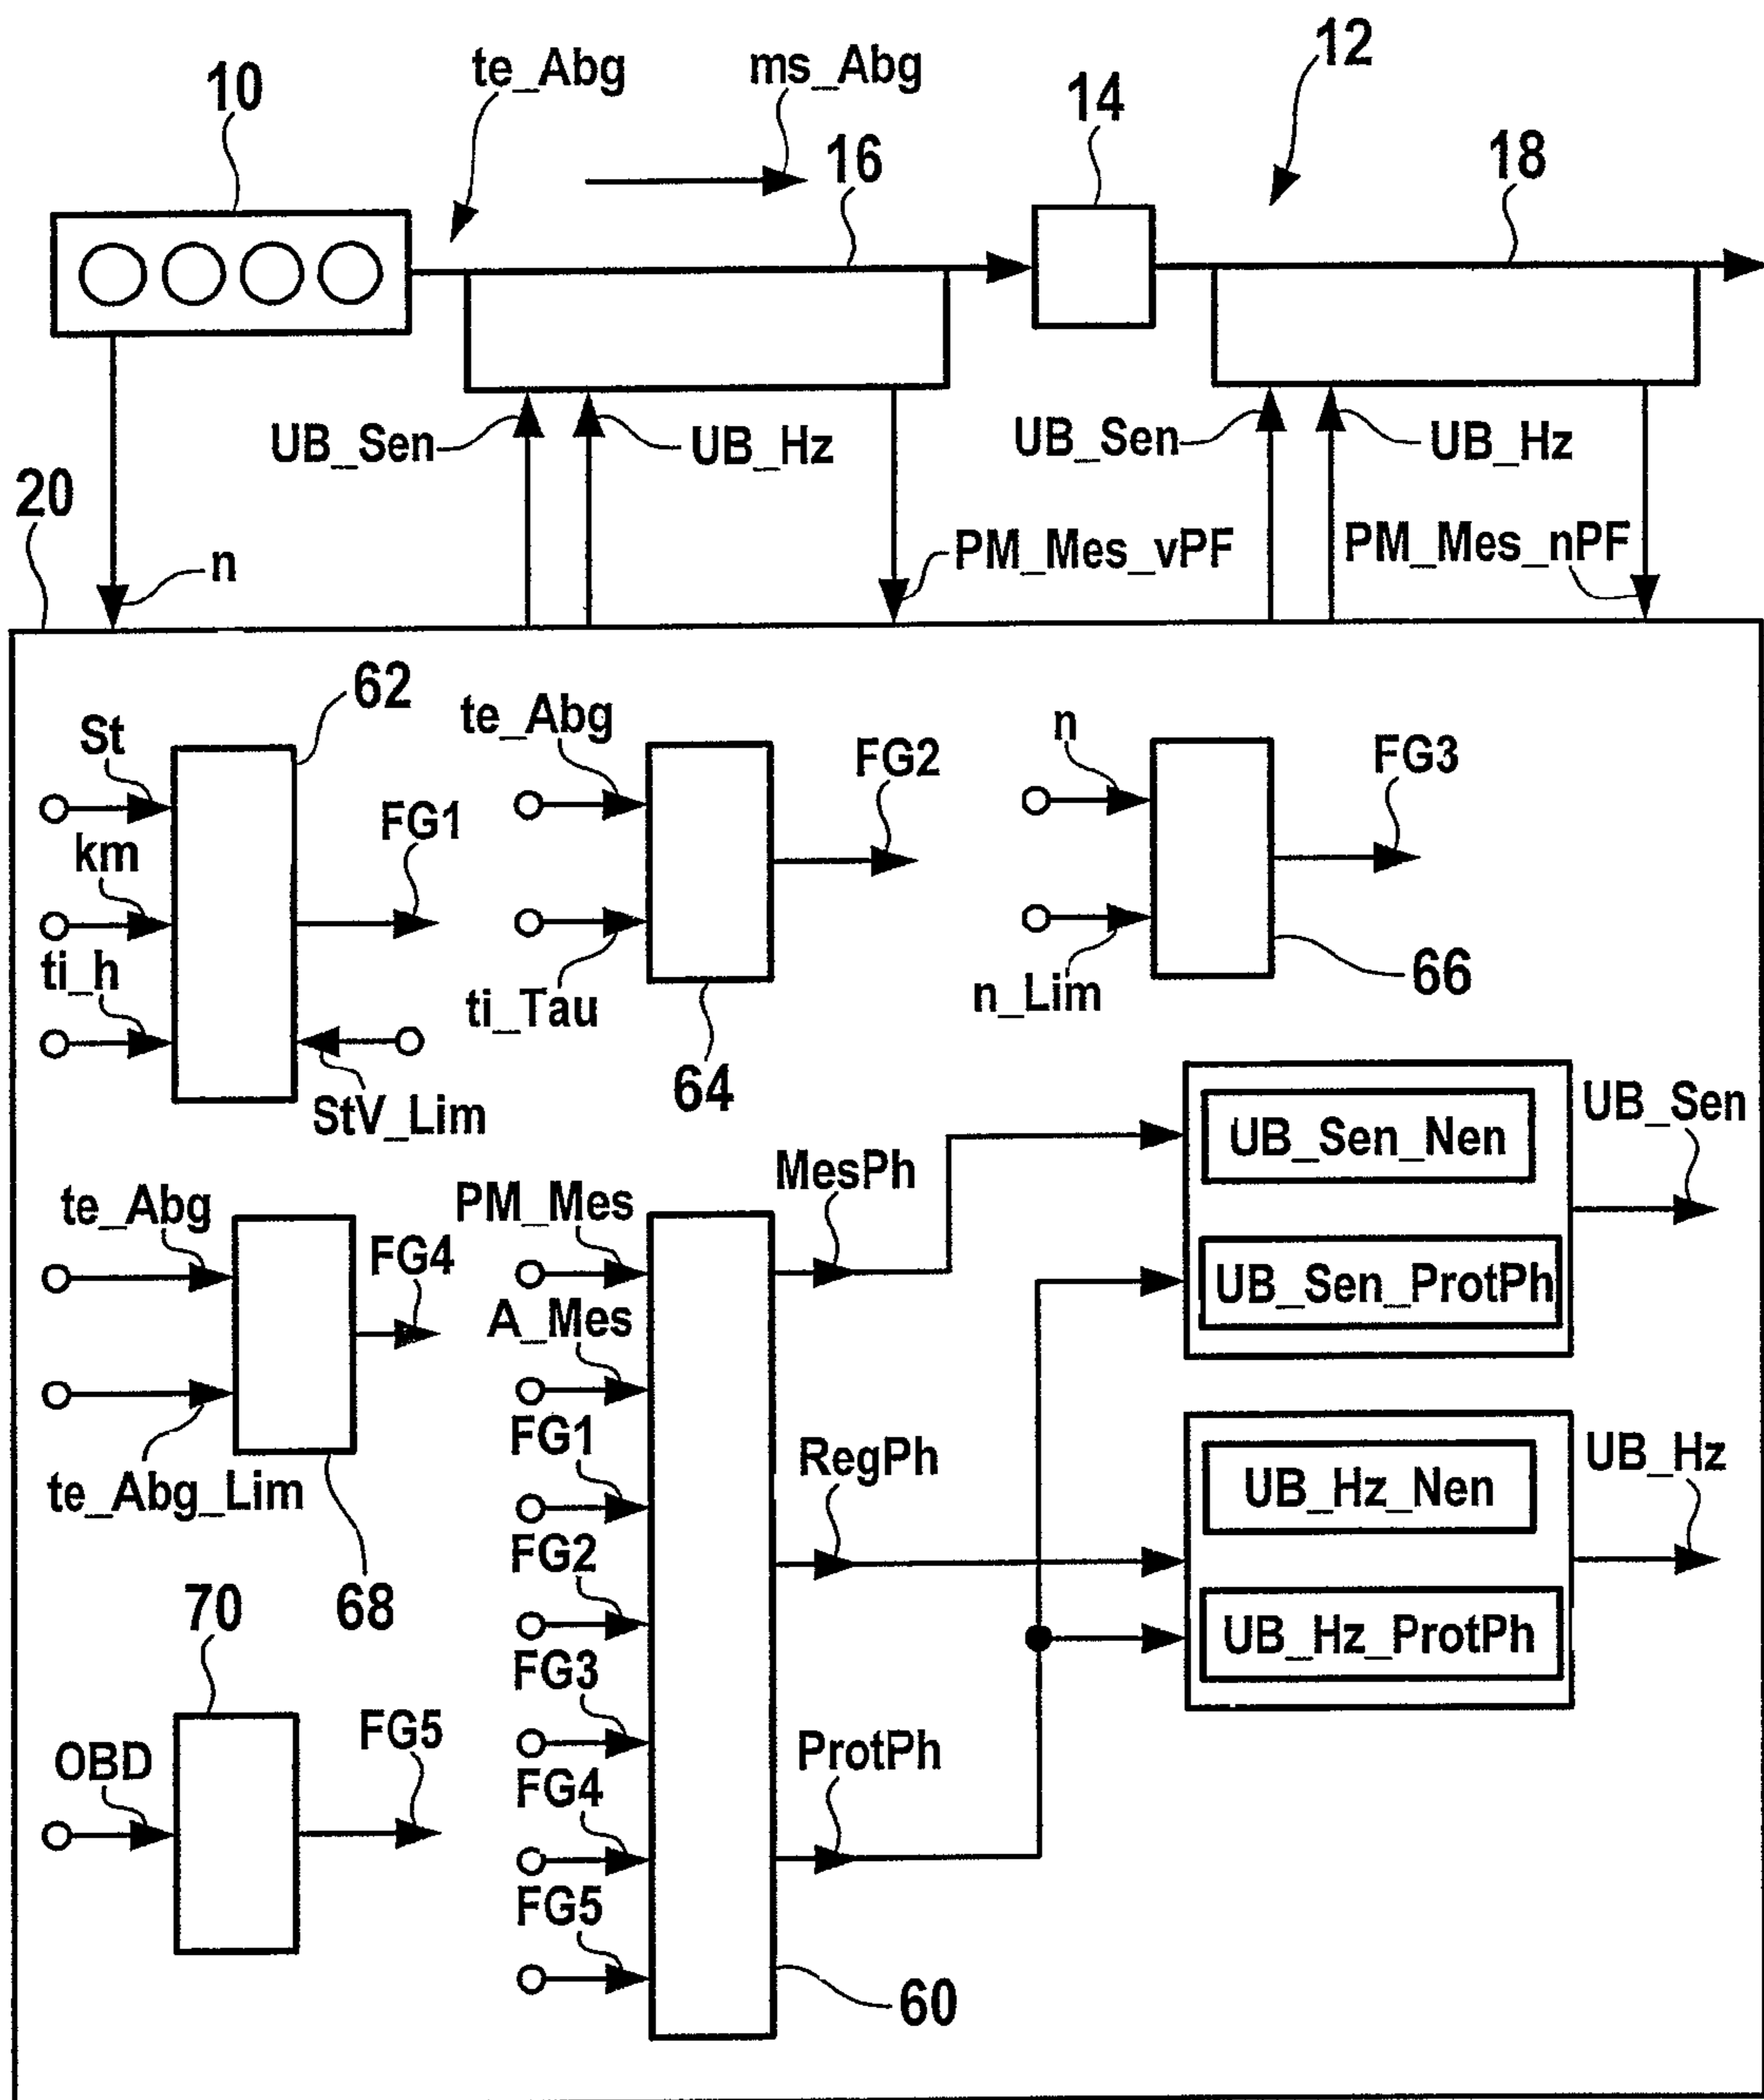 10
te_Abg
ms_Abg
16
14
12
18
UB_Sen
UB_Hz
UB_Sen
UB_Hz
20
n
PM_Mes_vPF
PM_Mes_nPF
62
St
km
ti_h
FG1
StV_Lim
te_Abg
ti_Tau
FG2
64
n
n_Lim
FG3
66
te_Abg
te_Abg_Lim
FG4
68
70
OBD
FG5
PM_Mes
A_Mes
FG1
FG2
FG3
FG4
FG5
60
MesPh
RegPh
ProtPh
UB_Sen_Nen
UB_Sen_ProtPh
UB_Sen
UB_Hz_Nen
UB_Hz_ProtPh
UB_Hz